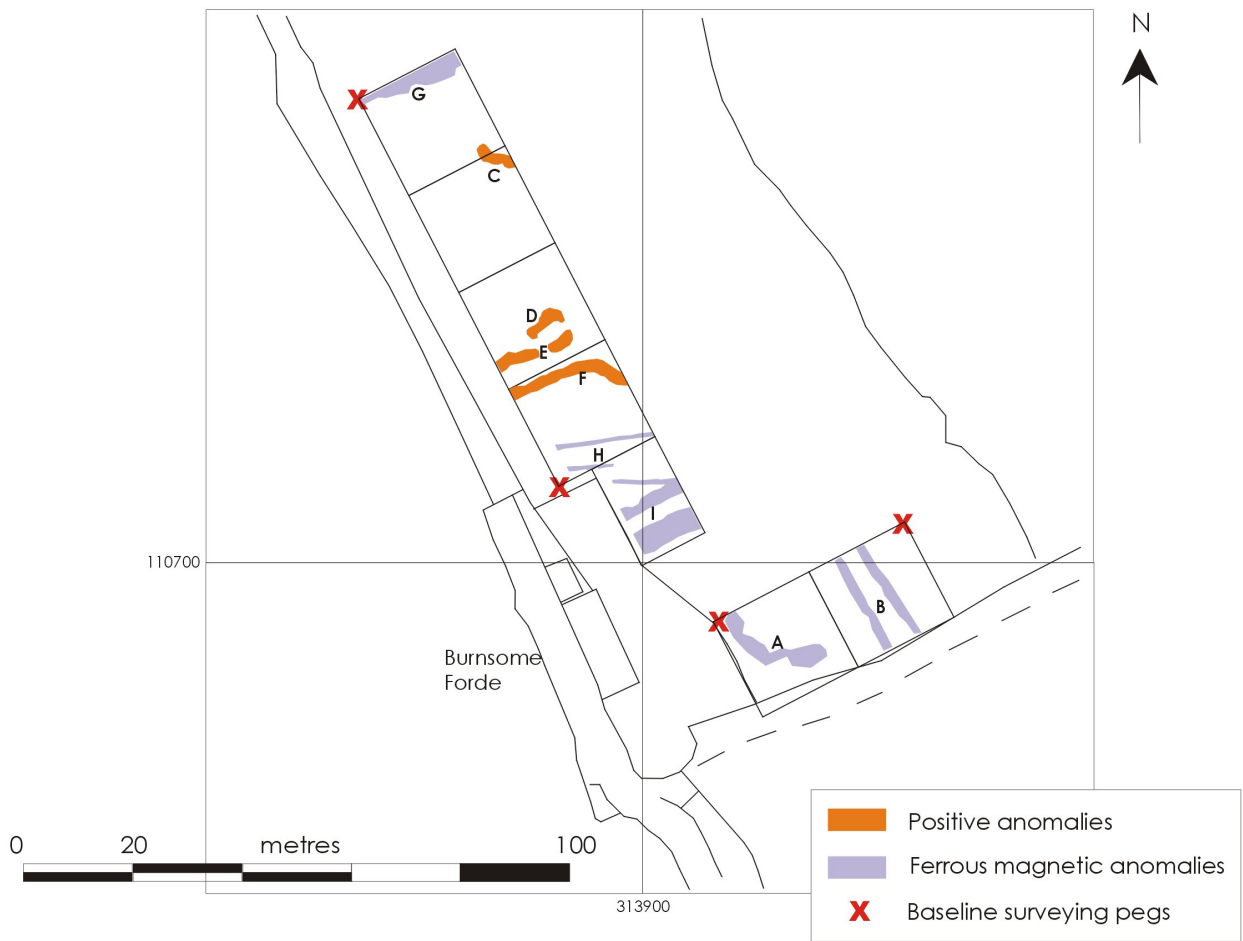 N
G
C
D
E
F
H
I
110700
B
A
Burnsome
Forde
0 20 metres 100
313900
Positive anomalies
Ferrous magnetic anomalies
X Baseline surveying pegs